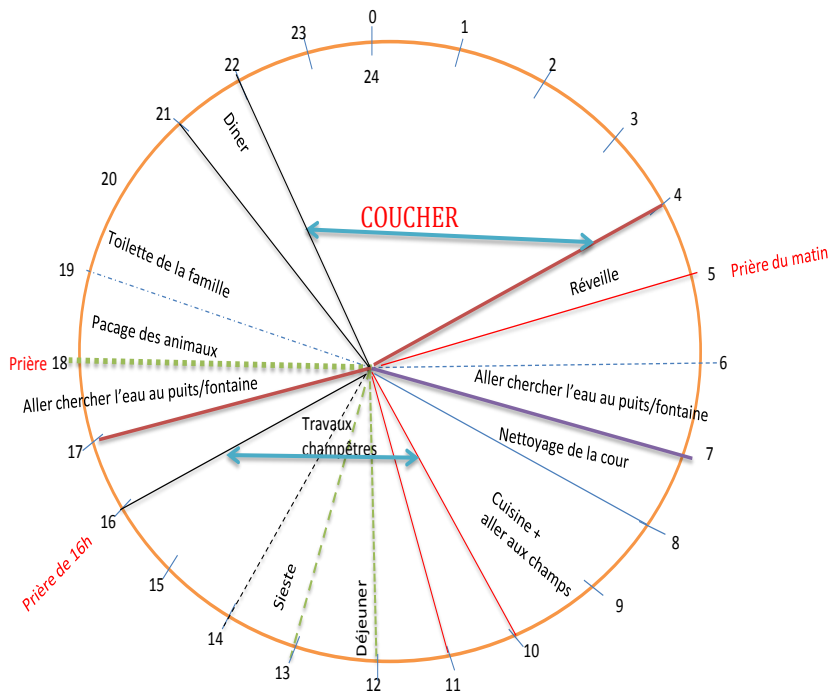 0
24
1
2
3
4
5
Prière du matin
6
7
8
9
10
11
12
13
14
15
16
Prière de 16h
17
Prière 18
19
20
21
22
23
COUCHER
Réveille
Aller chercher l'eau au puits/fontaine
Nettoyage de la cour
Cuisine +
aller aux champs
Travaux
champêtres
Déjeuner
Sieste
Aller chercher l'eau au puits/fontaine
Pacage des animaux
Toilette de la famille
Diner